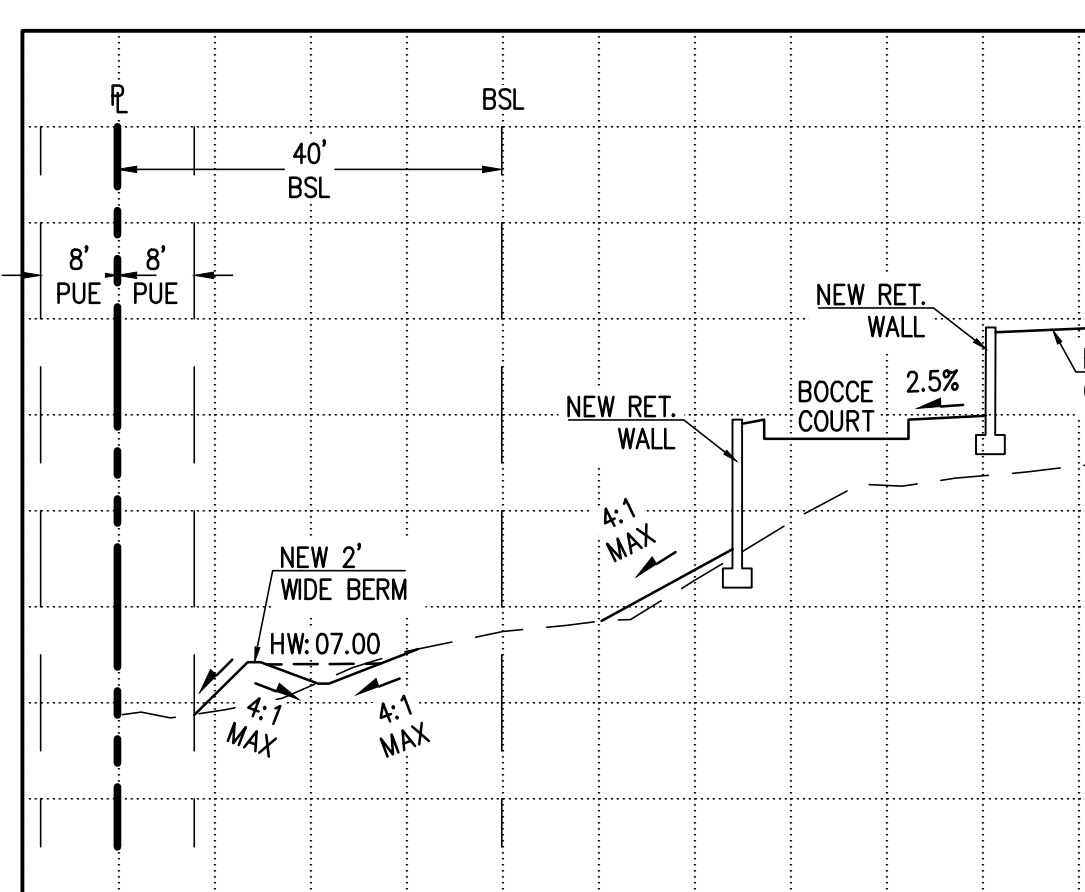 PL
BSL
40'
BSL
8'
PUE
8'
PUE
NEW RET.
WALL
BOCCE
COURT
2.5%
NEW RET.
WALL
4:1
MAX
NEW 2'
WIDE BERM
HW: 07.00
4:1
MAX
4:1
MAX